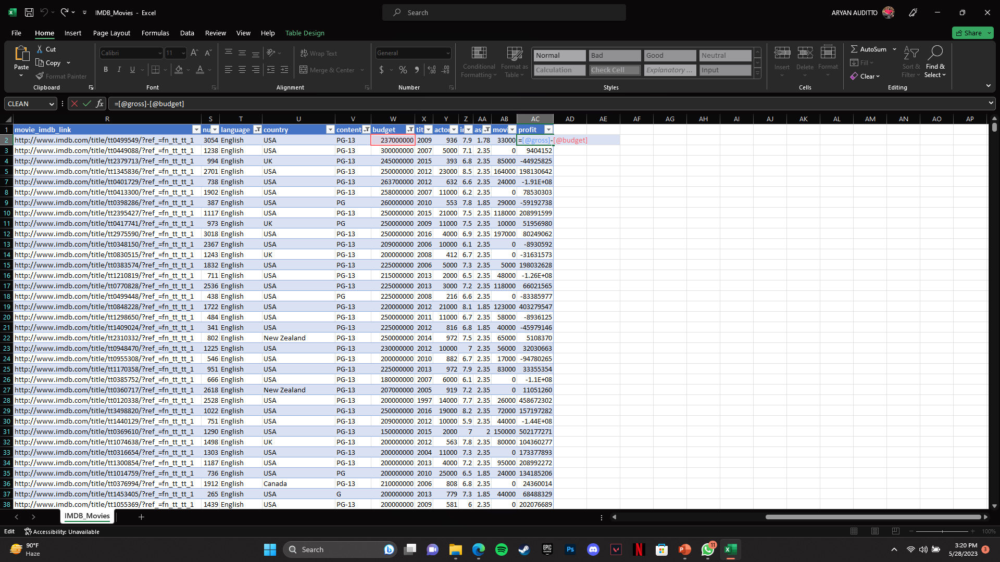 IMDB_Movies - Excel
Search
ARYAN AUDITTO
File Home Insert Page Layout Formulas Data Review View Help Table Design
Share
Paste
Cut
Copy
Format Painter
Clipboard
Calibri 11
B I U
Font
Wrap Text
Merge & Center
Alignment
General
$ %
Number
Conditional Formatting
Format as Table
Normal Bad Good Neutral
Calculation Check Cell Explanatory ... Input
Styles
Insert Delete Format
Cells
AutoSum
Fill
Clear
Sort & Filter
Find & Select
Editing
CLEAN
fx
=[@gross]-[@budget]
R S T U V W X Y Z AA AB AC AD AE AF AG AH AI AJ AK AL AM AN AO AP
1 movie_imdb_link nu language country content budget tit acto i as movi profit
2 http://www.imdb.com/title/tt0499549/?ref_=fn_tt_tt_1 3054 English USA PG-13 237000000 2009 936 7.9 1.78 33000 =[@gross]-[@budget]
3 http://www.imdb.com/title/tt0449088/?ref_=fn_tt_tt_1 1238 English USA PG-13 300000000 2007 5000 7.1 2.35 0 9404152
4 http://www.imdb.com/title/tt2379713/?ref_=fn_tt_tt_1 994 English UK PG-13 245000000 2015 393 6.8 2.35 85000 -44925825
5 http://www.imdb.com/title/tt1345836/?ref_=fn_tt_tt_1 2701 English USA PG-13 250000000 2012 23000 8.5 2.35 164000 198130642
7 http://www.imdb.com/title/tt0401729/?ref_=fn_tt_tt_1 738 English USA PG-13 263700000 2012 632 6.6 2.35 24000 -1.91E+08
8 http://www.imdb.com/title/tt0413300/?ref_=fn_tt_tt_1 1902 English USA PG-13 258000000 2007 11000 6.2 2.35 0 78530303
9 http://www.imdb.com/title/tt0398286/?ref_=fn_tt_tt_1 387 English USA PG 260000000 2010 553 7.8 1.85 29000 -59192738
10 http://www.imdb.com/title/tt2395427/?ref_=fn_tt_tt_1 1117 English USA PG-13 250000000 2015 21000 7.5 2.35 118000 208991599
11 http://www.imdb.com/title/tt0417741/?ref_=fn_tt_tt_1 973 English UK PG 250000000 2009 11000 7.5 2.35 10000 51956980
12 http://www.imdb.com/title/tt2975590/?ref_=fn_tt_tt_1 3018 English USA PG-13 250000000 2016 4000 6.9 2.35 197000 80249062
13 http://www.imdb.com/title/tt0348150/?ref_=fn_tt_tt_1 2367 English USA PG-13 209000000 2006 10000 6.1 2.35 0 -8930592
14 http://www.imdb.com/title/tt0830515/?ref_=fn_tt_tt_1 1243 English UK PG-13 200000000 2008 412 6.7 2.35 0 -31631573
15 http://www.imdb.com/title/tt0383574/?ref_=fn_tt_tt_1 1832 English USA PG-13 225000000 2006 5000 7.3 2.35 5000 198032628
16 http://www.imdb.com/title/tt1210819/?ref_=fn_tt_tt_1 711 English USA PG-13 215000000 2013 2000 6.5 2.35 48000 -1.26E+08
17 http://www.imdb.com/title/tt0770828/?ref_=fn_tt_tt_1 2536 English USA PG-13 225000000 2013 3000 7.2 2.35 118000 66021565
18 http://www.imdb.com/title/tt0499448/?ref_=fn_tt_tt_1 438 English USA PG 225000000 2008 216 6.6 2.35 0 -83385977
19 http://www.imdb.com/title/tt0848228/?ref_=fn_tt_tt_1 1722 English USA PG-13 220000000 2012 21000 8.1 1.85 123000 403279547
20 http://www.imdb.com/title/tt1298650/?ref_=fn_tt_tt_1 484 English USA PG-13 250000000 2011 11000 6.7 2.35 58000 -8936125
21 http://www.imdb.com/title/tt1409024/?ref_=fn_tt_tt_1 341 English USA PG-13 225000000 2012 816 6.8 1.85 40000 -45979146
22 http://www.imdb.com/title/tt2310332/?ref_=fn_tt_tt_1 802 English New Zealand PG-13 250000000 2014 972 7.5 2.35 65000 5108370
23 http://www.imdb.com/title/tt0948470/?ref_=fn_tt_tt_1 1225 English USA PG-13 230000000 2012 10000 7 2.35 56000 32030663
24 http://www.imdb.com/title/tt0955308/?ref_=fn_tt_tt_1 546 English USA PG-13 200000000 2010 882 6.7 2.35 17000 -94780265
25 http://www.imdb.com/title/tt1170358/?ref_=fn_tt_tt_1 951 English USA PG-13 225000000 2013 972 7.9 2.35 83000 33355354
26 http://www.imdb.com/title/tt0385752/?ref_=fn_tt_tt_1 666 English USA PG-13 180000000 2007 6000 6.1 2.35 0 -1.1E+08
27 http://www.imdb.com/title/tt0360717/?ref_=fn_tt_tt_1 2618 English New Zealand PG-13 207000000 2005 919 7.2 2.35 0 11051260
28 http://www.imdb.com/title/tt0120338/?ref_=fn_tt_tt_1 2528 English USA PG-13 200000000 1997 14000 7.7 2.35 26000 458672302
29 http://www.imdb.com/title/tt3498820/?ref_=fn_tt_tt_1 1022 English USA PG-13 250000000 2016 19000 8.2 2.35 72000 157197282
30 http://www.imdb.com/title/tt1440129/?ref_=fn_tt_tt_1 751 English USA PG-13 209000000 2012 10000 5.9 2.35 44000 -1.44E+08
31 http://www.imdb.com/title/tt0369610/?ref_=fn_tt_tt_1 1290 English USA PG-13 150000000 2015 2000 7 2 150000 502177271
32 http://www.imdb.com/title/tt1074638/?ref_=fn_tt_tt_1 1498 English UK PG-13 200000000 2012 563 7.8 2.35 80000 104360277
33 http://www.imdb.com/title/tt0316654/?ref_=fn_tt_tt_1 1303 English USA PG-13 200000000 2004 11000 7.3 2.35 0 173377893
34 http://www.imdb.com/title/tt1300854/?ref_=fn_tt_tt_1 1187 English USA PG-13 200000000 2013 4000 7.2 2.35 95000 208992272
35 http://www.imdb.com/title/tt1014759/?ref_=fn_tt_tt_1 736 English USA PG 200000000 2010 25000 6.5 1.85 24000 134185206
36 http://www.imdb.com/title/tt0376994/?ref_=fn_tt_tt_1 1912 English Canada PG-13 210000000 2006 808 6.8 2.35 0 24360014
37 http://www.imdb.com/title/tt1453405/?ref_=fn_tt_tt_1 265 English USA G 200000000 2013 779 7.3 1.85 44000 68488329
38 http://www.imdb.com/title/tt1055369/?ref_=fn_tt_tt_1 1439 English USA PG-13 200000000 2009 581 6 2.35 0 202076689
IMDB_Movies
Edit Accessibility: Unavailable
100%
90°F
Haze
Search
EPIC GAMES
Ps
11
3:20 PM
5/28/2023
3